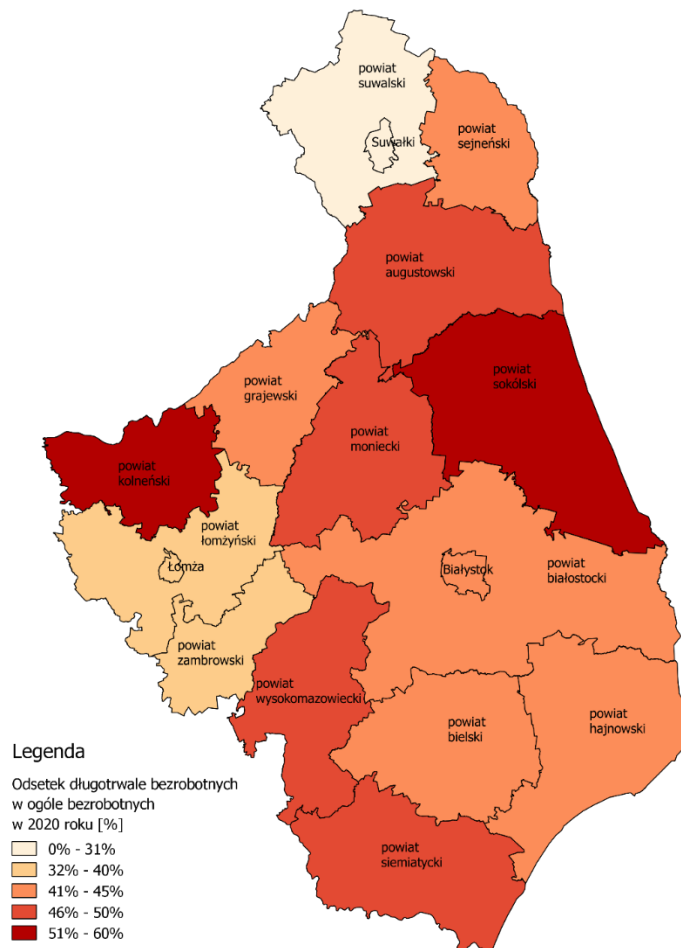 powiat
suwalski
Suwałki
powiat
sejneński
powiat
augustowski
powiat
sokólski
powiat
grajewski
powiat
moniecki
powiat
kolneński
powiat
łomżyński
Łomża
Białystok
powiat
białostocki
powiat
zambrowski
powiat
wysokomazowiecki
powiat
bielski
powiat
hajnowski
powiat
siemiatycki
Legenda
Odsetek długotrwale bezrobotnych
w ogóle bezrobotnych
w 2020 roku [%]
0% - 31%
32% - 40%
41% - 45%
46% - 50%
51% - 60%